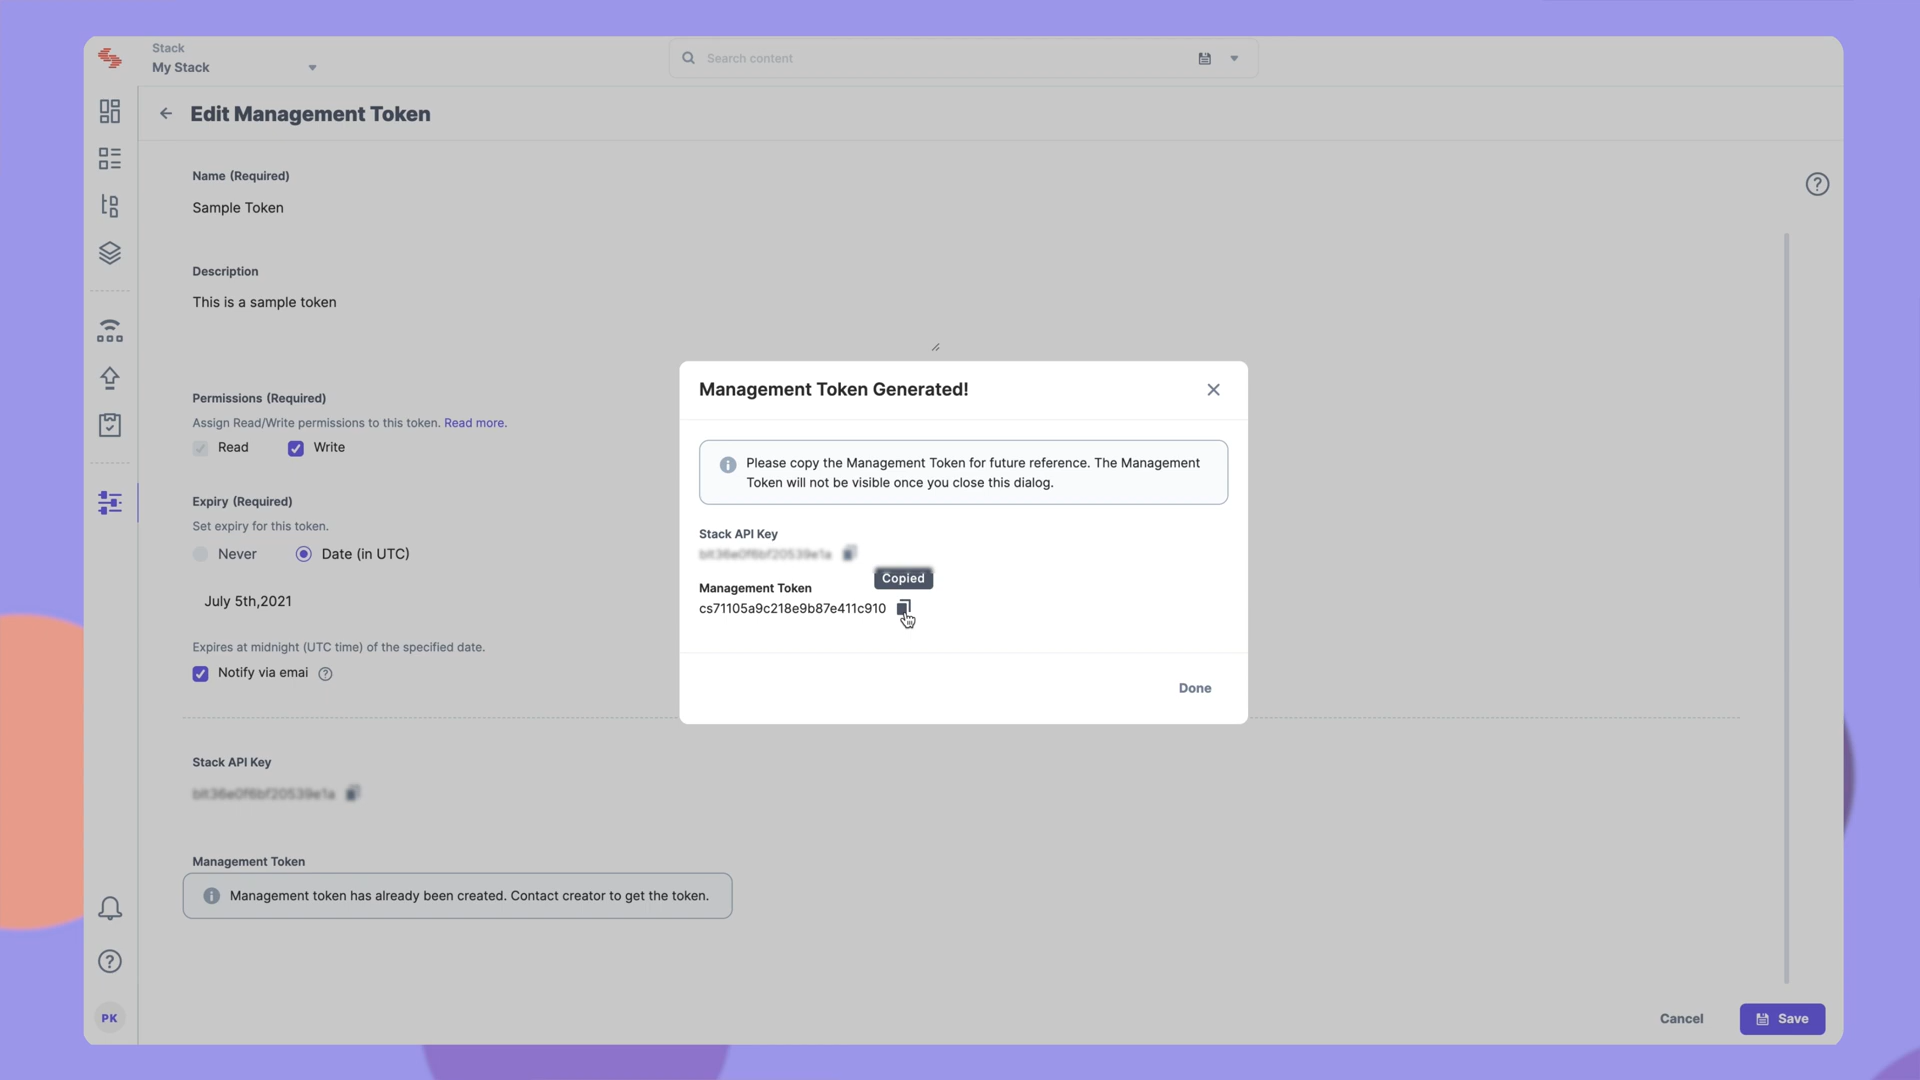 Stack
My Stack
Search content
Edit Management Token
Name (Required)
Sample Token
Description
This is a sample token
Permissions (Required)
Assign Read/Write permissions to this token. Read more.
Read
Write
Expiry (Required)
Set expiry for this token.
Never
Date (in UTC)
July 5th,2021
Expires at midnight (UTC time) of the specified date.
Notify via emai
Stack API Key
Management Token
Management token has already been created. Contact creator to get the token.
PK
Cancel
Save
Management Token Generated!
Please copy the Management Token for future reference. The Management
Token will not be visible once you close this dialog.
Stack API Key
Copied
Management Token
cs71105a9c218e9b87e411c910
Done